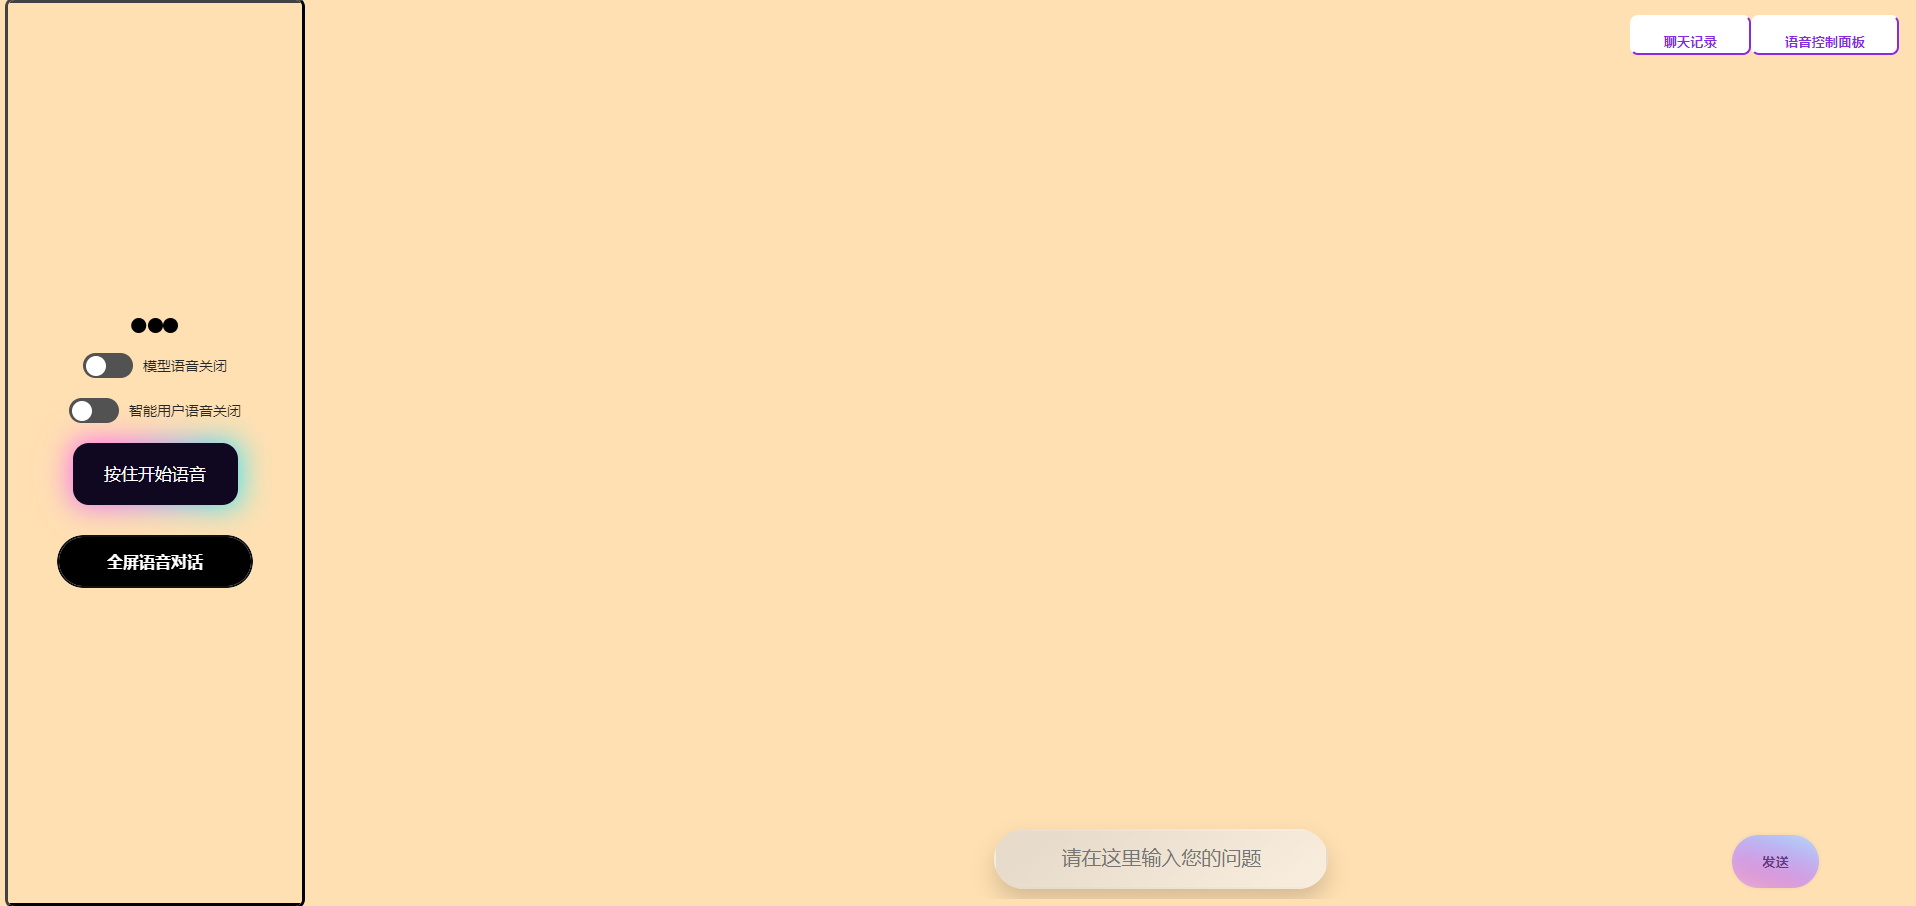 聊天记录
语音控制面板
模型语音关闭
智能用户语音关闭
按住开始语音
全屏语音对话
请在这里输入您的问题
发送